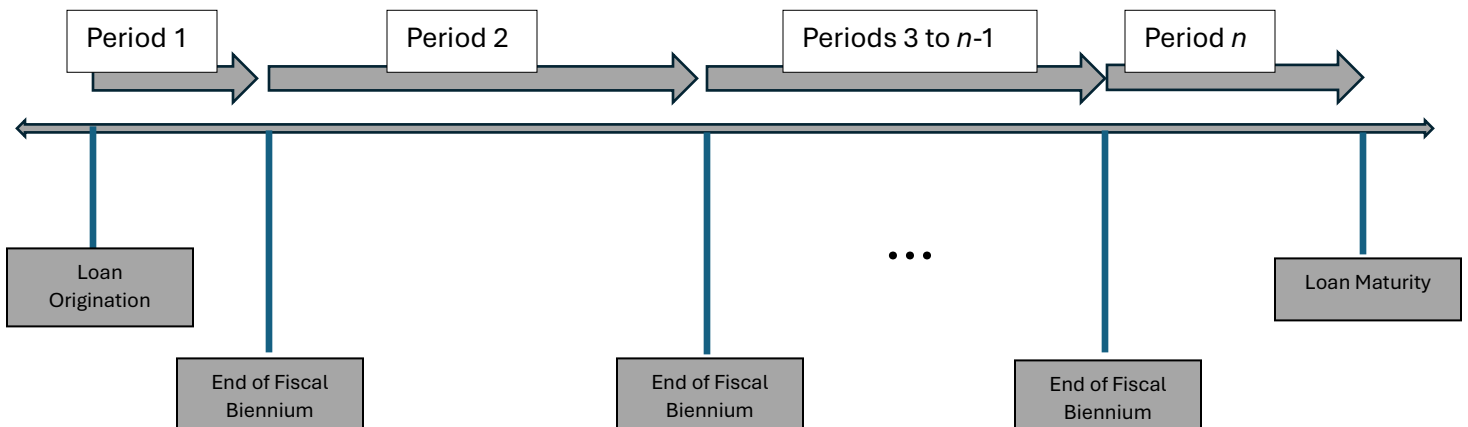 Period 1
Period 2
Periods 3 to n-1
Period n
...
Loan
Origination
Loan Maturity
End of Fiscal
Biennium
End of Fiscal
Biennium
End of Fiscal
Biennium